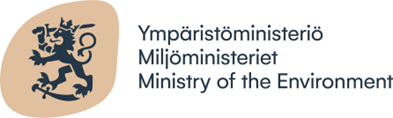 Ympäristöministeriö
Miljöministeriet
Ministry of the Environment